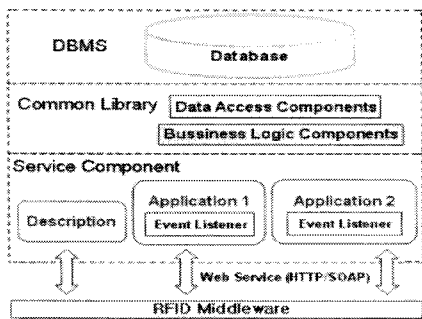 DBMS
Database
Common Library
Data Access Components
Bussiness Logic Components
Service Component
Description
Application 1
Event Listener
Application 2
Event Listener
Web Service (HTTP/SOAP)
RFID Middleware